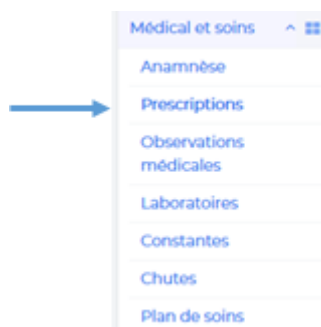 Médical et soins
Anamnèse
Prescriptions
Observations
médicales
Laboratoires
Constantes
Chutes
Plan de soins